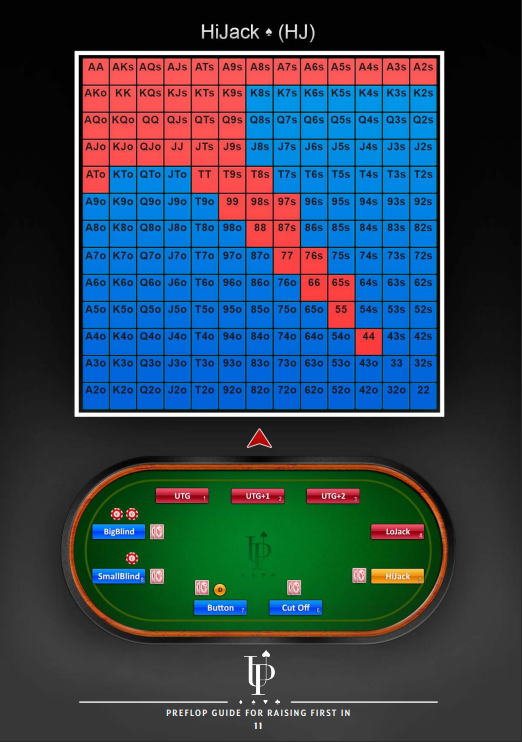 HiJack ♠ (HJ)
AA AKs AQs AJs ATs A9s A8s A7s A6s A5s A4s A3s A2s
AKo KK KQs KJs KTs K9s K8s K7s K6s K5s K4s K3s K2s
AQo KQo QQ QJs QTs Q9s Q8s Q7s Q6s Q5s Q4s Q3s Q2s
AJo KJo QJo JJ JTs J9s J8s J7s J6s J5s J4s J3s J2s
ATo KTo QTo JTo TT T9s T8s T7s T6s T5s T4s T3s T2s
A9o K9o Q9o J9o T9o 99 98s 97s 96s 95s 94s 93s 92s
A8o K8o Q8o J8o T8o 98o 88 87s 86s 85s 84s 83s 82s
A7o K7o Q7o J7o T7o 97o 87o 77 76s 75s 74s 73s 72s
A6o K6o Q6o J6o T6o 96o 86o 76o 66 65s 64s 63s 62s
A5o K5o Q5o J5o T5o 95o 85o 75o 65o 55 54s 53s 52s
A4o K4o Q4o J4o T4o 94o 84o 74o 64o 54o 44 43s 42s
A3o K3o Q3o J3o T3o 93o 83o 73o 63o 53o 43o 33 32s
A2o K2o Q2o J2o T2o 92o 82o 72o 62o 52o 42o 32o 22
UTG 1 UTG+1 2 UTG+2 3
BigBlind LoJack
SmallBlind HiJack
D
Button 7 Cut Off 6
PREFLOP GUIDE FOR RAISING FIRST IN
11